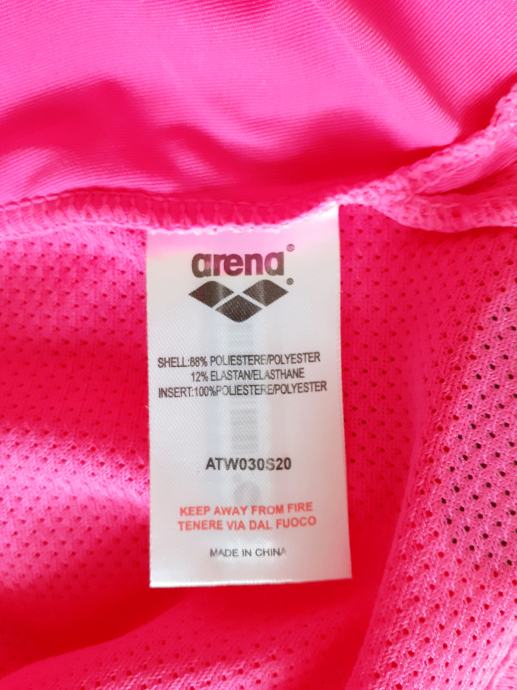 arena®
®
SHELL:88% POLIESTERE/POLYESTER
12% ELASTAN/ELASTHANE
INSERT:100%POLIESTERE/POLYESTER
ATW030S20
KEEP AWAY FROM FIRE
TENERE VIA DAL FUOCO
MADE IN CHINA